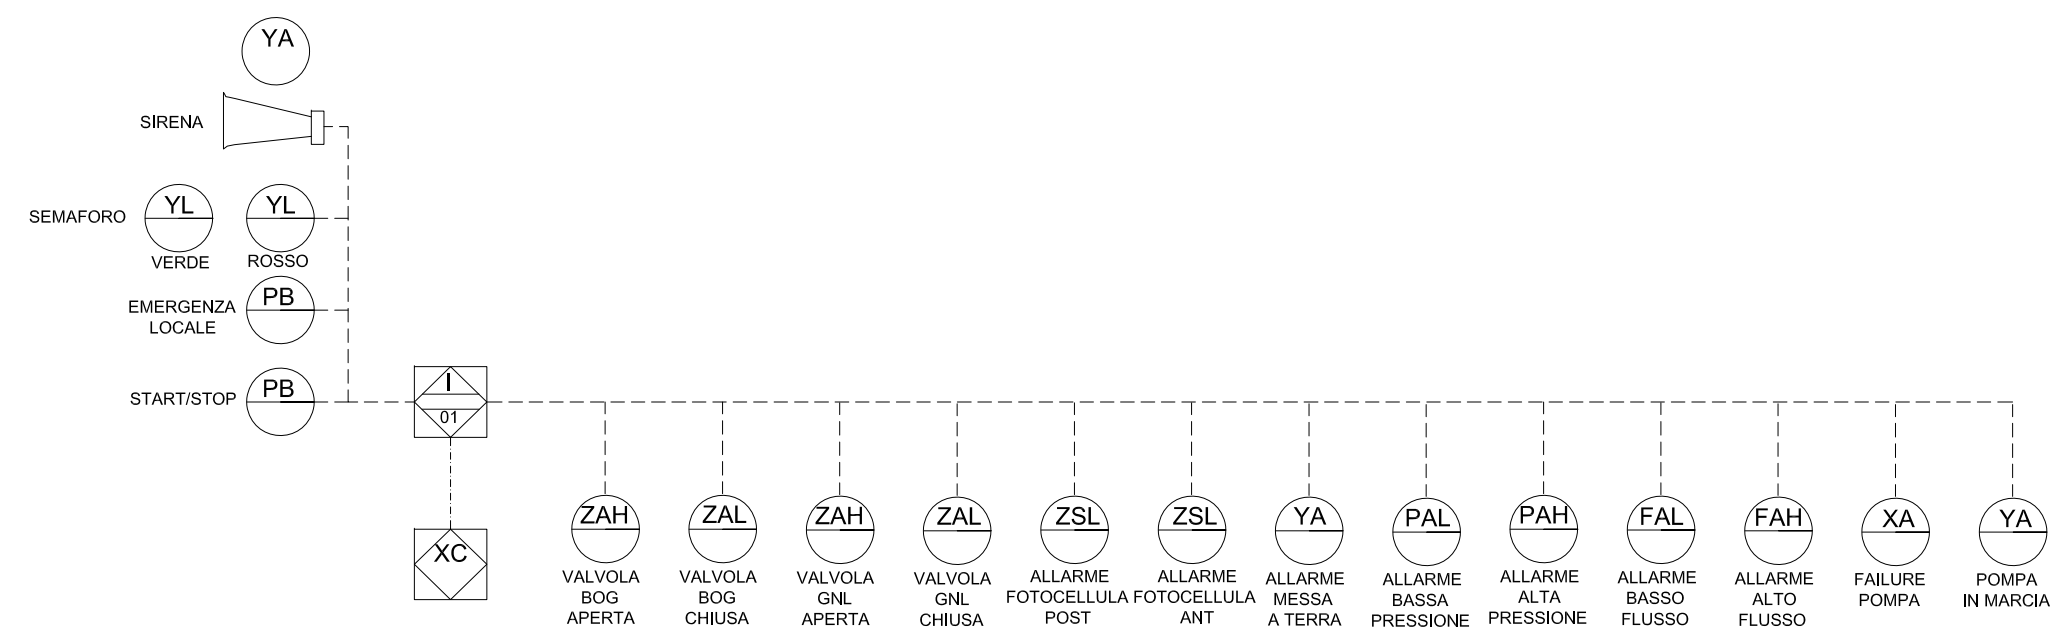 YA
SIRENA
SEMAFORO
YL
YL
VERDE
ROSSO
EMERGENZA
LOCALE
PB
START/STOP
PB
I
01
XC
ZAH
VALVOLA
BOG
APERTA
ZAL
VALVOLA
BOG
CHIUSA
ZAH
VALVOLA
GNL
APERTA
ZAL
VALVOLA
GNL
CHIUSA
ZSL
ALLARME
FOTOCELLULA
POST
ZSL
ALLARME
FOTOCELLULA
ANT
YA
ALLARME
MESSA
A TERRA
PAL
ALLARME
BASSA
PRESSIONE
PAH
ALLARME
ALTA
PRESSIONE
FAL
ALLARME
BASSO
FLUSSO
FAH
ALLARME
ALTO
FLUSSO
XA
FAILURE
POMPA
YA
POMPA
IN MARCIA